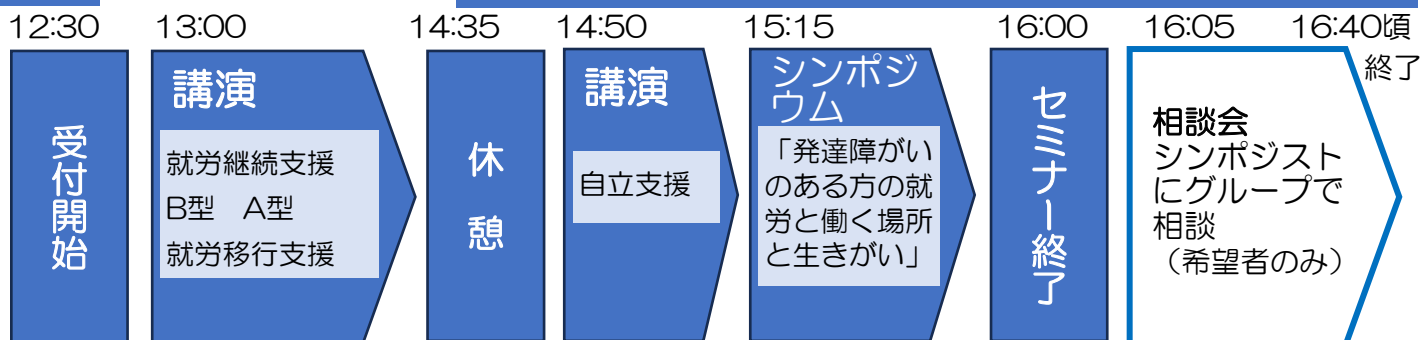 12:30
13:00
14:35
14:50
15:15
16:00
16:05
16:40頃
終了
受付開始
講演
就労継続支援
B型　A型
就労移行支援
休憩
講演
自立支援
シンポジ
ウム
「発達障がい
のある方の就
労と働く場所
と生きがい」
セミナー終了
相談会
シンポジスト
にグループで
相談
（希望者のみ）